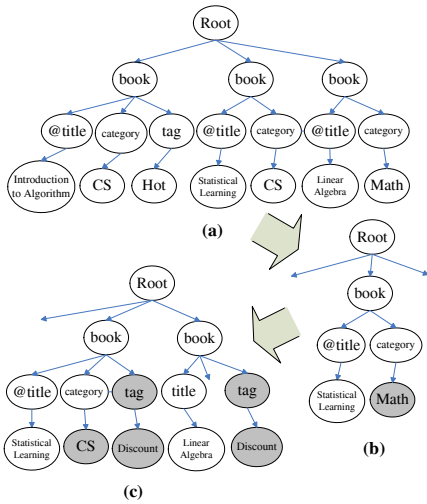 Root
book book book
@title category tag @title category @title category
Introduction
to Algorithm
CS Hot
Statistical
Learning
CS
Linear
Algebra
Math
(a)
Root
book
@title category
Statistical
Learning
Math
(b)
Root
book book
@title category tag title tag
Statistical
Learning
CS Discount
Linear
Algebra
Discount
(c)